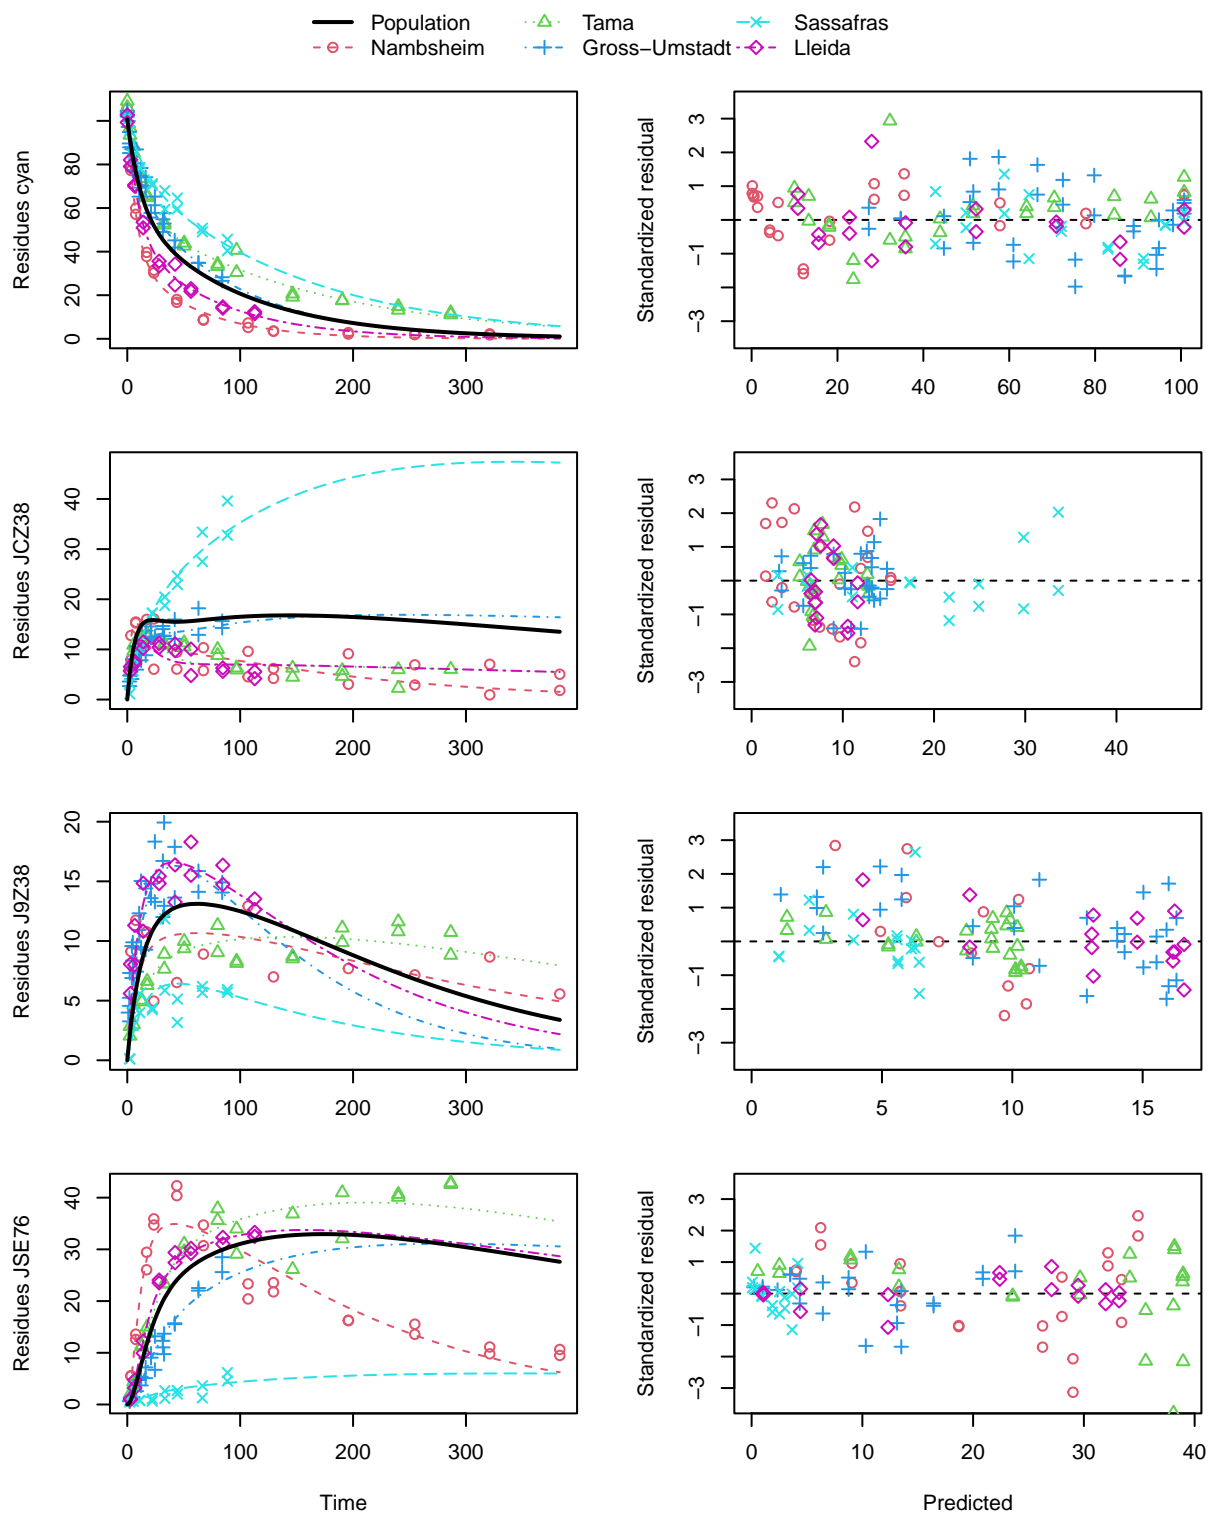 Population Tama Sassafras
Nambsheim Gross−Umstadt Lleida
Residues cyan
0 20 40 60 80
0 100 200 300
Standardized residual
−3 −1 1 2 3
0 20 40 60 80 100
Residues JCZ38
0 10 20 30 40
0 100 200 300
Standardized residual
−3 −1 1 3
0 10 20 30 40
Residues J9Z38
0 5 10 15 20
0 100 200 300
Standardized residual
−3 −1 1 3
0 5 10 15
Residues JSE76
0 10 20 30 40
0 100 200 300
Standardized residual
−3 −1 1 2 3
0 10 20 30 40
Time
Predicted